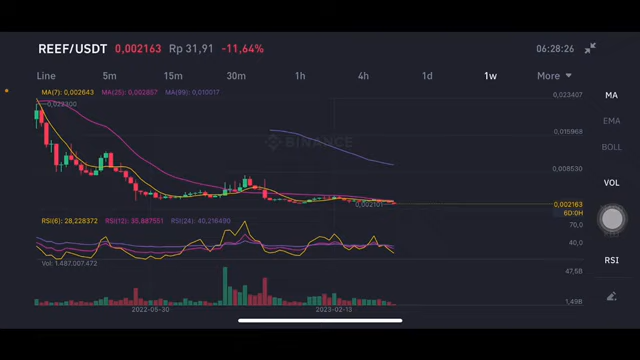 REEF/USDT 0,002163 Rp 31,91 -11,64% 06:28:26
Line 5m 15m 30m 1h 4h 1d 1w More
MA(7): 0,002643 MA(25): 0,002857 MA(99): 0,010017
0,023407
MA
0,022300
EMA
0,015968
BINANCE
BOLL
0,008530
VOL
0,002101
0,002163
6D:0H
RSI(6): 28,228372 RSI(12): 35,887551 RSI(24): 40,216490
70,0
40,0
Vol: 1.487.007.472
RSI
47,5B
1,49B
2022-05-30 2023-02-13